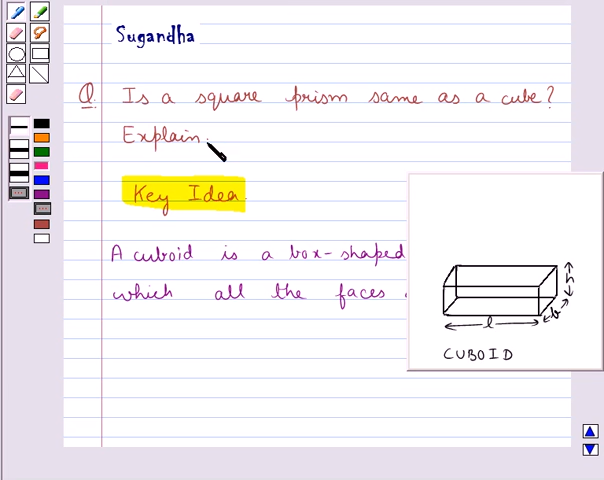 Sugandha
Q. Is a square prism same as a cube?
Explain.
Key Idea
A cuboid is a box-shaped
which all the faces
h
b
l
CUBOID